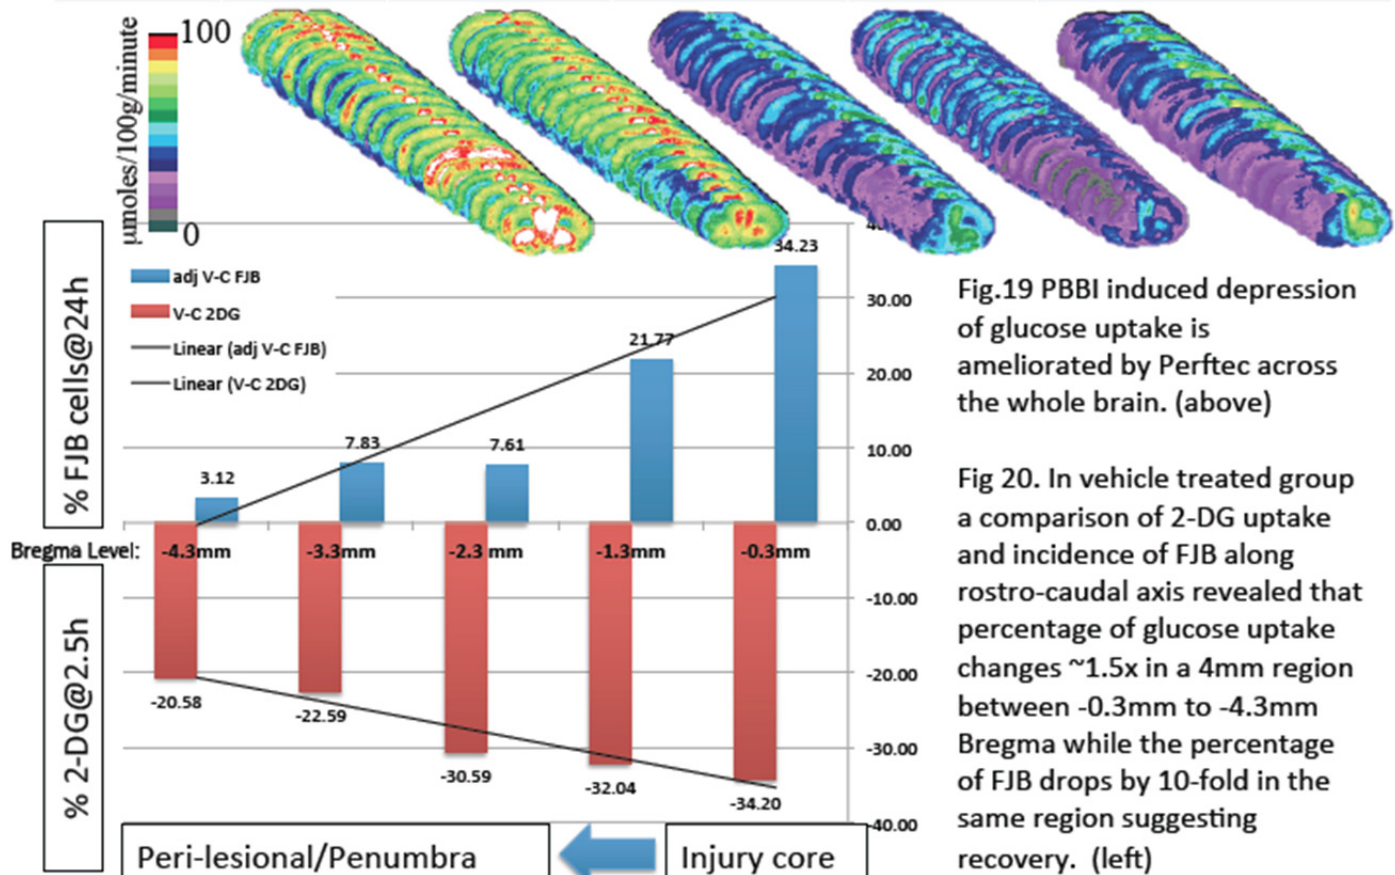 100
μmoles/100g/minute
0
adj V-C FJB
V-C 2DG
Linear (adj V-C FJB)
Linear (V-C 2DG)
% FJB cells@24h
% 2-DG@2.5h
34.23
21.77
7.61
7.83
3.12
30.00
20.00
10.00
0.00
-10.00
-20.00
-30.00
-40.00
Bregma Level: -4.3mm -3.3mm -2.3 mm -1.3mm -0.3mm
-20.58
-22.59
-30.59
-32.04
-34.20
Peri-lesional/Penumbra
Injury core
Fig.19 PBBI induced depression
of glucose uptake is
ameliorated by Perftec across
the whole brain. (above)
Fig 20. In vehicle treated group
a comparison of 2-DG uptake
and incidence of FJB along
rostro-caudal axis revealed that
percentage of glucose uptake
changes ~1.5x in a 4mm region
between -0.3mm to -4.3mm
Bregma while the percentage
of FJB drops by 10-fold in the
same region suggesting
recovery. (left)